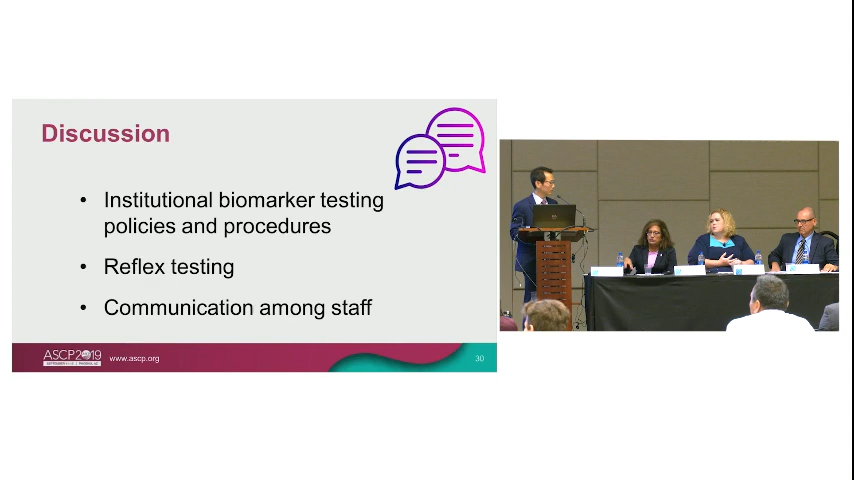 Discussion
• Institutional biomarker testing
policies and procedures
• Reflex testing
• Communication among staff
ASCP2019
www.ascp.org
30